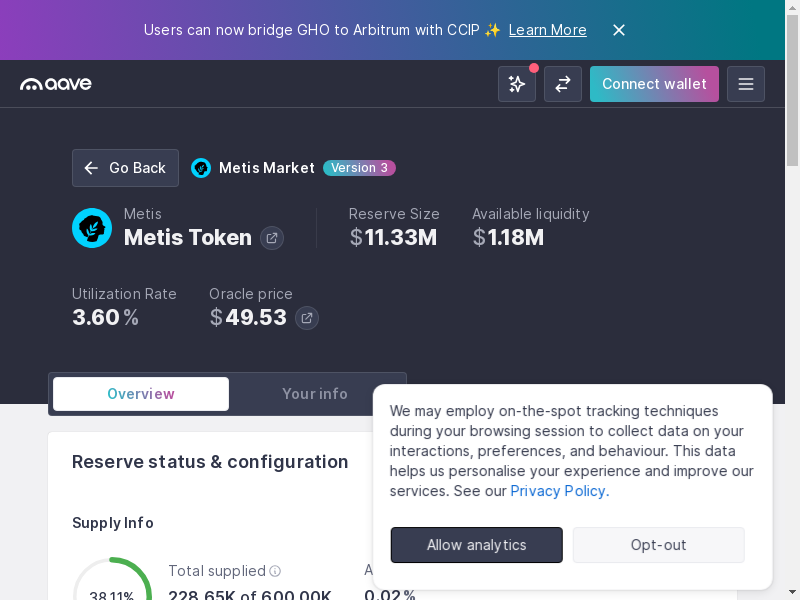 Users can now bridge GHO to Arbitrum with CCIP ✨ Learn More
aave
Connect wallet
Go Back
Metis Market
Version 3
Metis
Metis Token
Reserve Size
$11.33M
Available liquidity
$1.18M
Utilization Rate
3.60%
Oracle price
$49.53
Overview
Your info
Reserve status & configuration
Supply Info
38.11%
Total supplied
228.65K of 600.00K
A
0.02%
We may employ on-the-spot tracking techniques
during your browsing session to collect data on your
interactions, preferences, and behaviour. This data
helps us personalise your experience and improve our
services. See our Privacy Policy.
Allow analytics
Opt-out